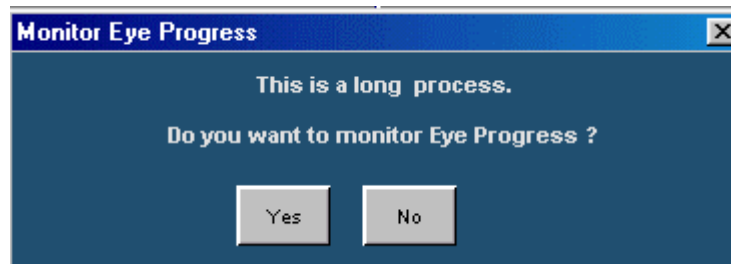 Monitor Eye Progress
This is a long process.
Do you want to monitor Eye Progress ?
Yes No